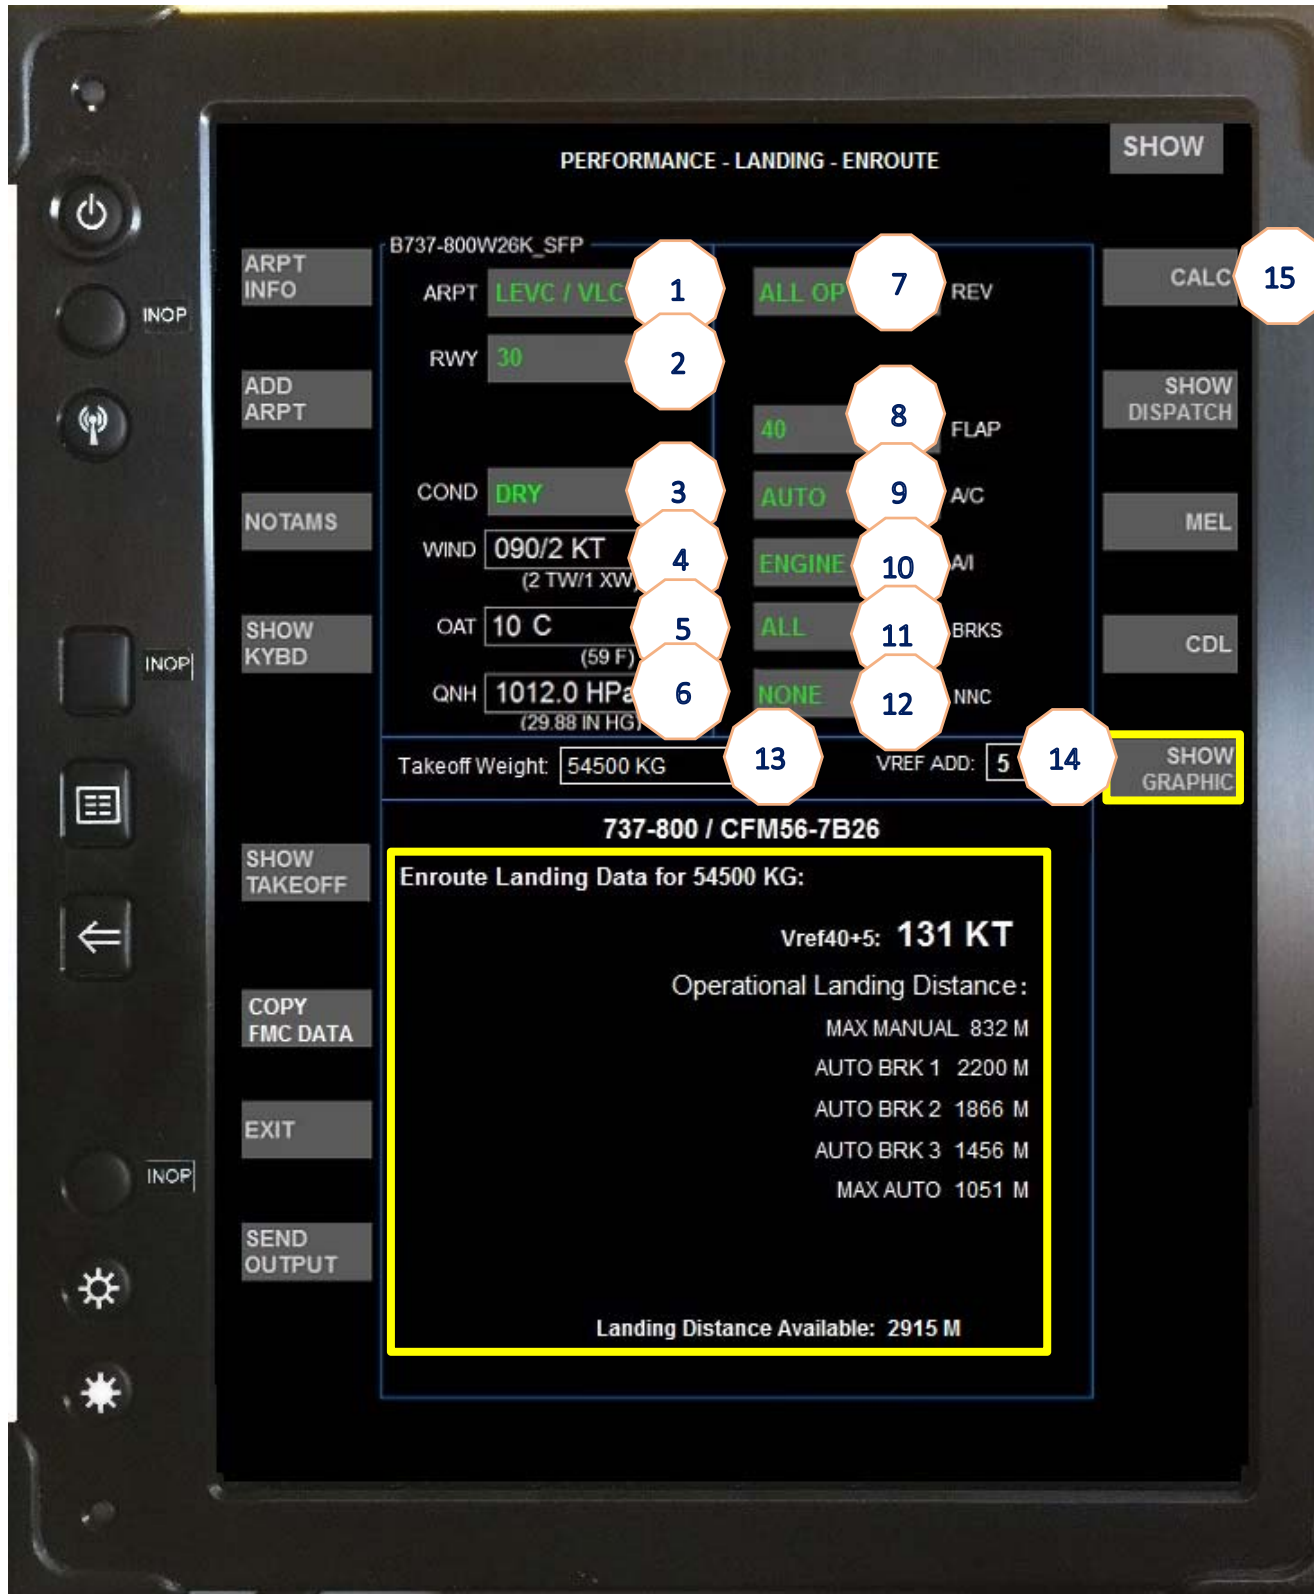 PERFORMANCE - LANDING - ENROUTE
SHOW
B737-800W26K_SFP
ARPT
INFO
ARPT LEVC / VLC 1
ALL OP 7 REV
CALC 15
INOP
RWY 30 2
ADD
ARPT
40 8 FLAP
SHOW
DISPATCH
COND DRY 3
AUTO 9 A/C
NOTAMS
MEL
WIND 090/2 KT 4
(2 TW/1 XW)
ENGINE 10 A/I
SHOW
KYBD
OAT 10 C 5
(59 F)
ALL 11 BRKS
CDL
INOP
QNH 1012.0 HPa 6
(29.88 IN HG)
NONE 12 NNC
Takeoff Weight: 54500 KG 13
VREF ADD: 5 14
SHOW
GRAPHIC
737-800 / CFM56-7B26
SHOW
TAKEOFF
Enroute Landing Data for 54500 KG:
Vref40+5: 131 KT
Operational Landing Distance:
COPY
FMC DATA
MAX MANUAL 832 M
AUTO BRK 1 2200 M
AUTO BRK 2 1866 M
EXIT
AUTO BRK 3 1456 M
INOP
MAX AUTO 1051 M
SEND
OUTPUT
Landing Distance Available: 2915 M